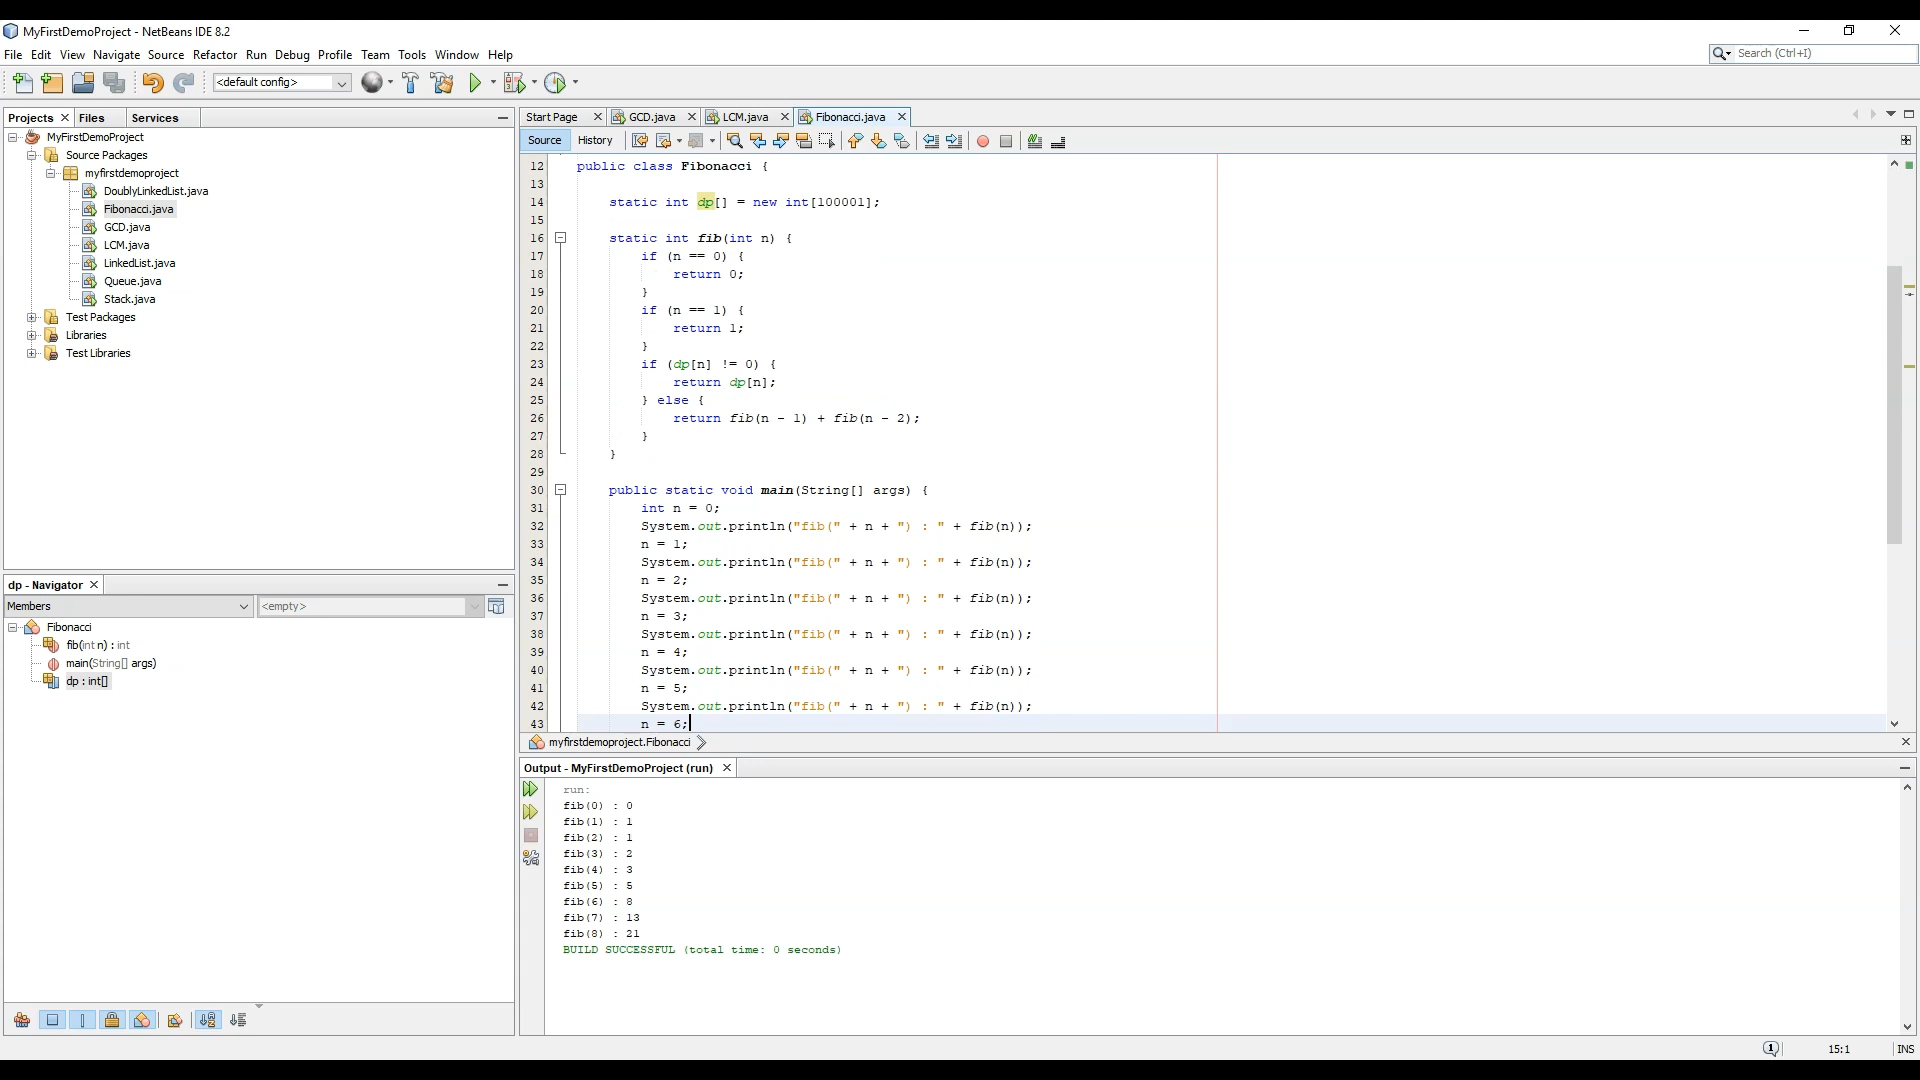 MyFirstDemoProject - NetBeans IDE 8.2
File Edit View Navigate Source Refactor Run Debug Profile Team Tools Window Help
Search (Ctrl+I)
<default config>
Projects Files Services
MyFirstDemoProject
Source Packages
myfirstdemoproject
DoublyLinkedList.java
Fibonacci.java
GCD.java
LCM.java
LinkedList.java
Queue.java
Stack.java
Test Packages
Libraries
Test Libraries
dp - Navigator
Members <empty>
Fibonacci
fib(int n) : int
main(String[] args)
dp : int[]
Start Page GCD.java LCM.java Fibonacci.java
Source History
12 public class Fibonacci {
13
14 static int dp[] = new int[100001];
15
16 static int fib(int n) {
17 if (n == 0) {
18 return 0;
19 }
20 if (n == 1) {
21 return 1;
22 }
23 if (dp[n] != 0) {
24 return dp[n];
25 } else {
26 return fib(n - 1) + fib(n - 2);
27 }
28 }
29
30 public static void main(String[] args) {
31 int n = 0;
32 System.out.println("fib(" + n + ") : " + fib(n));
33 n = 1;
34 System.out.println("fib(" + n + ") : " + fib(n));
35 n = 2;
36 System.out.println("fib(" + n + ") : " + fib(n));
37 n = 3;
38 System.out.println("fib(" + n + ") : " + fib(n));
39 n = 4;
40 System.out.println("fib(" + n + ") : " + fib(n));
41 n = 5;
42 System.out.println("fib(" + n + ") : " + fib(n));
43 n = 6;
myfirstdemoproject.Fibonacci
Output - MyFirstDemoProject (run)
run:
fib(0) : 0
fib(1) : 1
fib(2) : 1
fib(3) : 2
fib(4) : 3
fib(5) : 5
fib(6) : 8
fib(7) : 13
fib(8) : 21
BUILD SUCCESSFUL (total time: 0 seconds)
1 15:1 INS